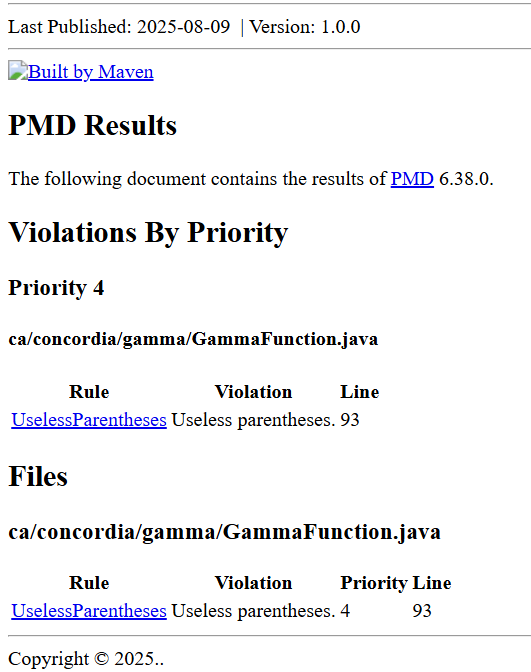 Last Published: 2025-08-09 | Version: 1.0.0
Built by Maven
PMD Results
The following document contains the results of PMD 6.38.0.
Violations By Priority
Priority 4
ca/concordia/gamma/GammaFunction.java
Rule Violation Line
UselessParentheses Useless parentheses. 93
Files
ca/concordia/gamma/GammaFunction.java
Rule Violation Priority Line
UselessParentheses Useless parentheses. 4 93
Copyright © 2025..